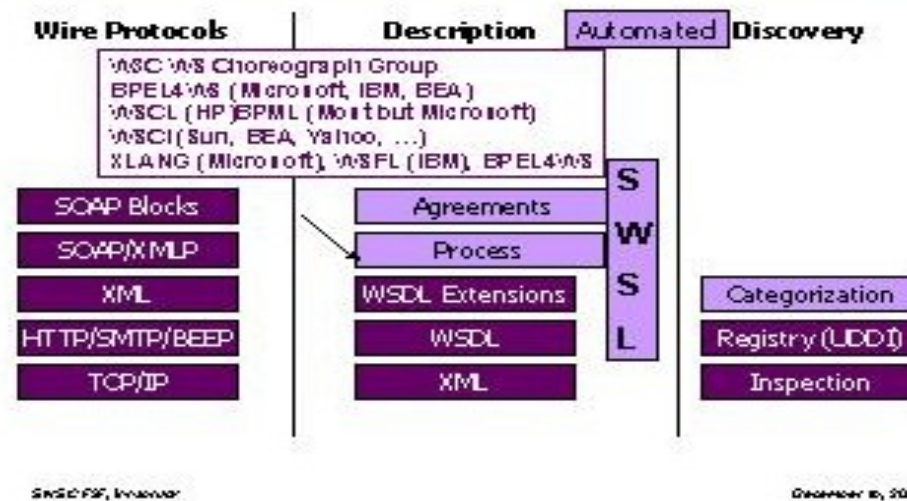 Wire Protocols
Description
Automated
Discovery
WSC WS Choreograph Group
BPEL4WS (Microsoft, IBM, BEA)
WSCL (HP)BPML (Most but Microsoft)
WSCI (Sun, BEA, Yahoo, ...)
XLANG (Microsoft), WSFL (IBM), BPEL4WS
SOAP Blocks
SOAP/XMLP
XML
HTTP/SMTP/BEEP
TCP/IP
Agreements
Process
WSDL Extensions
WSDL
XML
S
W
S
L
Categorization
Registry (UDDI)
Inspection
December